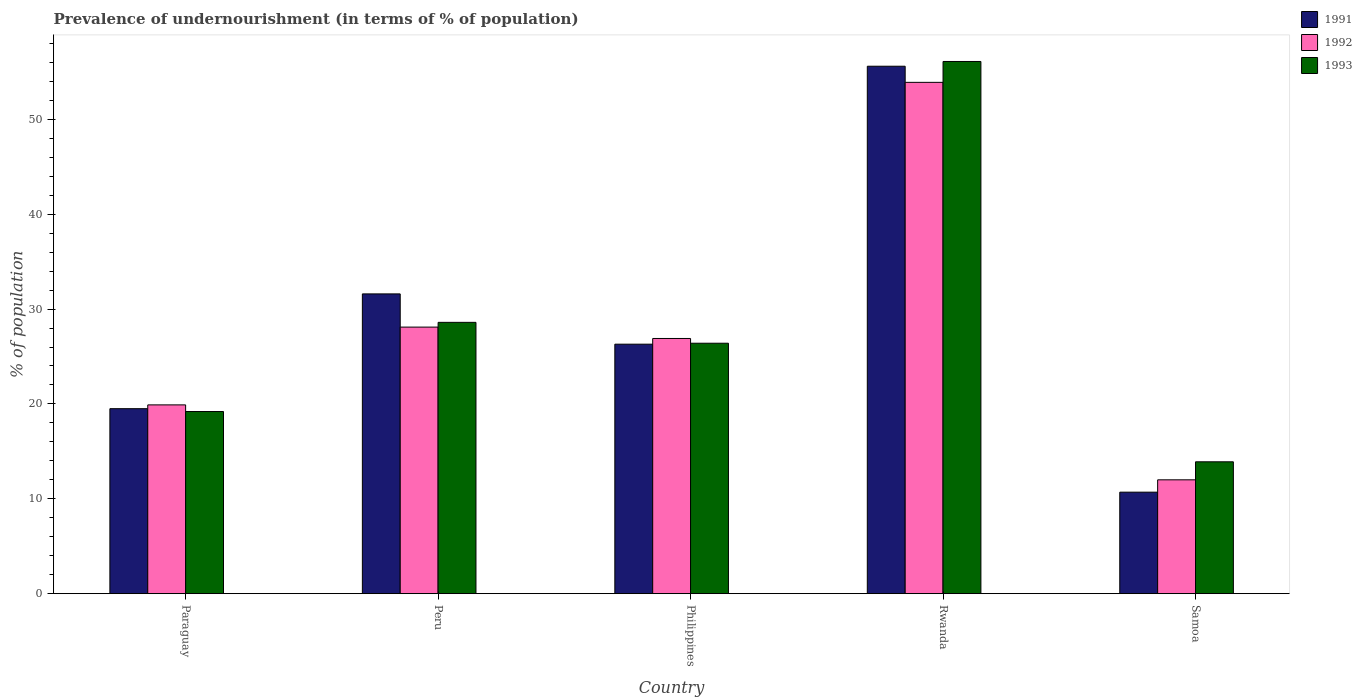 Prevalence of undernourishment (in terms of % of population)
1991
1992
1993
% of population
50
40
30
20
10
0
Paraguay
Peru
Philippines
Rwanda
Samoa
Country